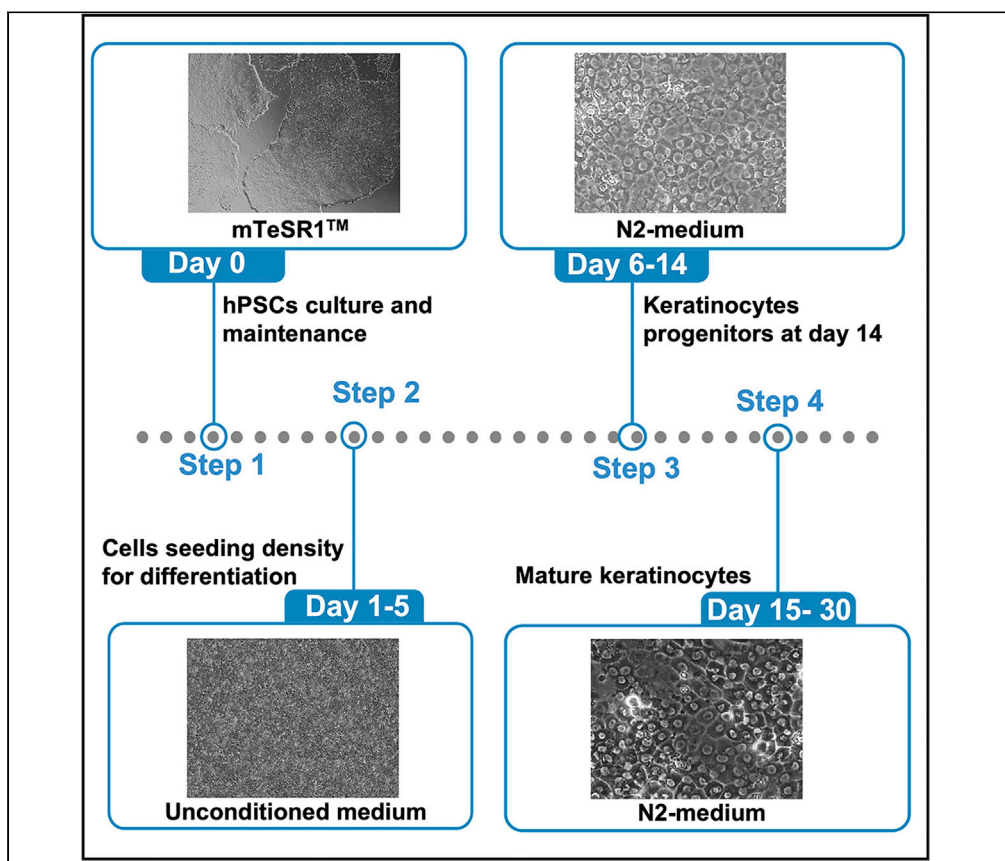 mTeSR1™
Day 0
hPSCs culture and
maintenance
Step 1
Step 2
Cells seeding density
for differentiation
Day 1-5
Unconditioned medium
N2-medium
Day 6-14
Keratinocytes
progenitors at day 14
Step 3
Step 4
Mature keratinocytes
Day 15- 30
N2-medium